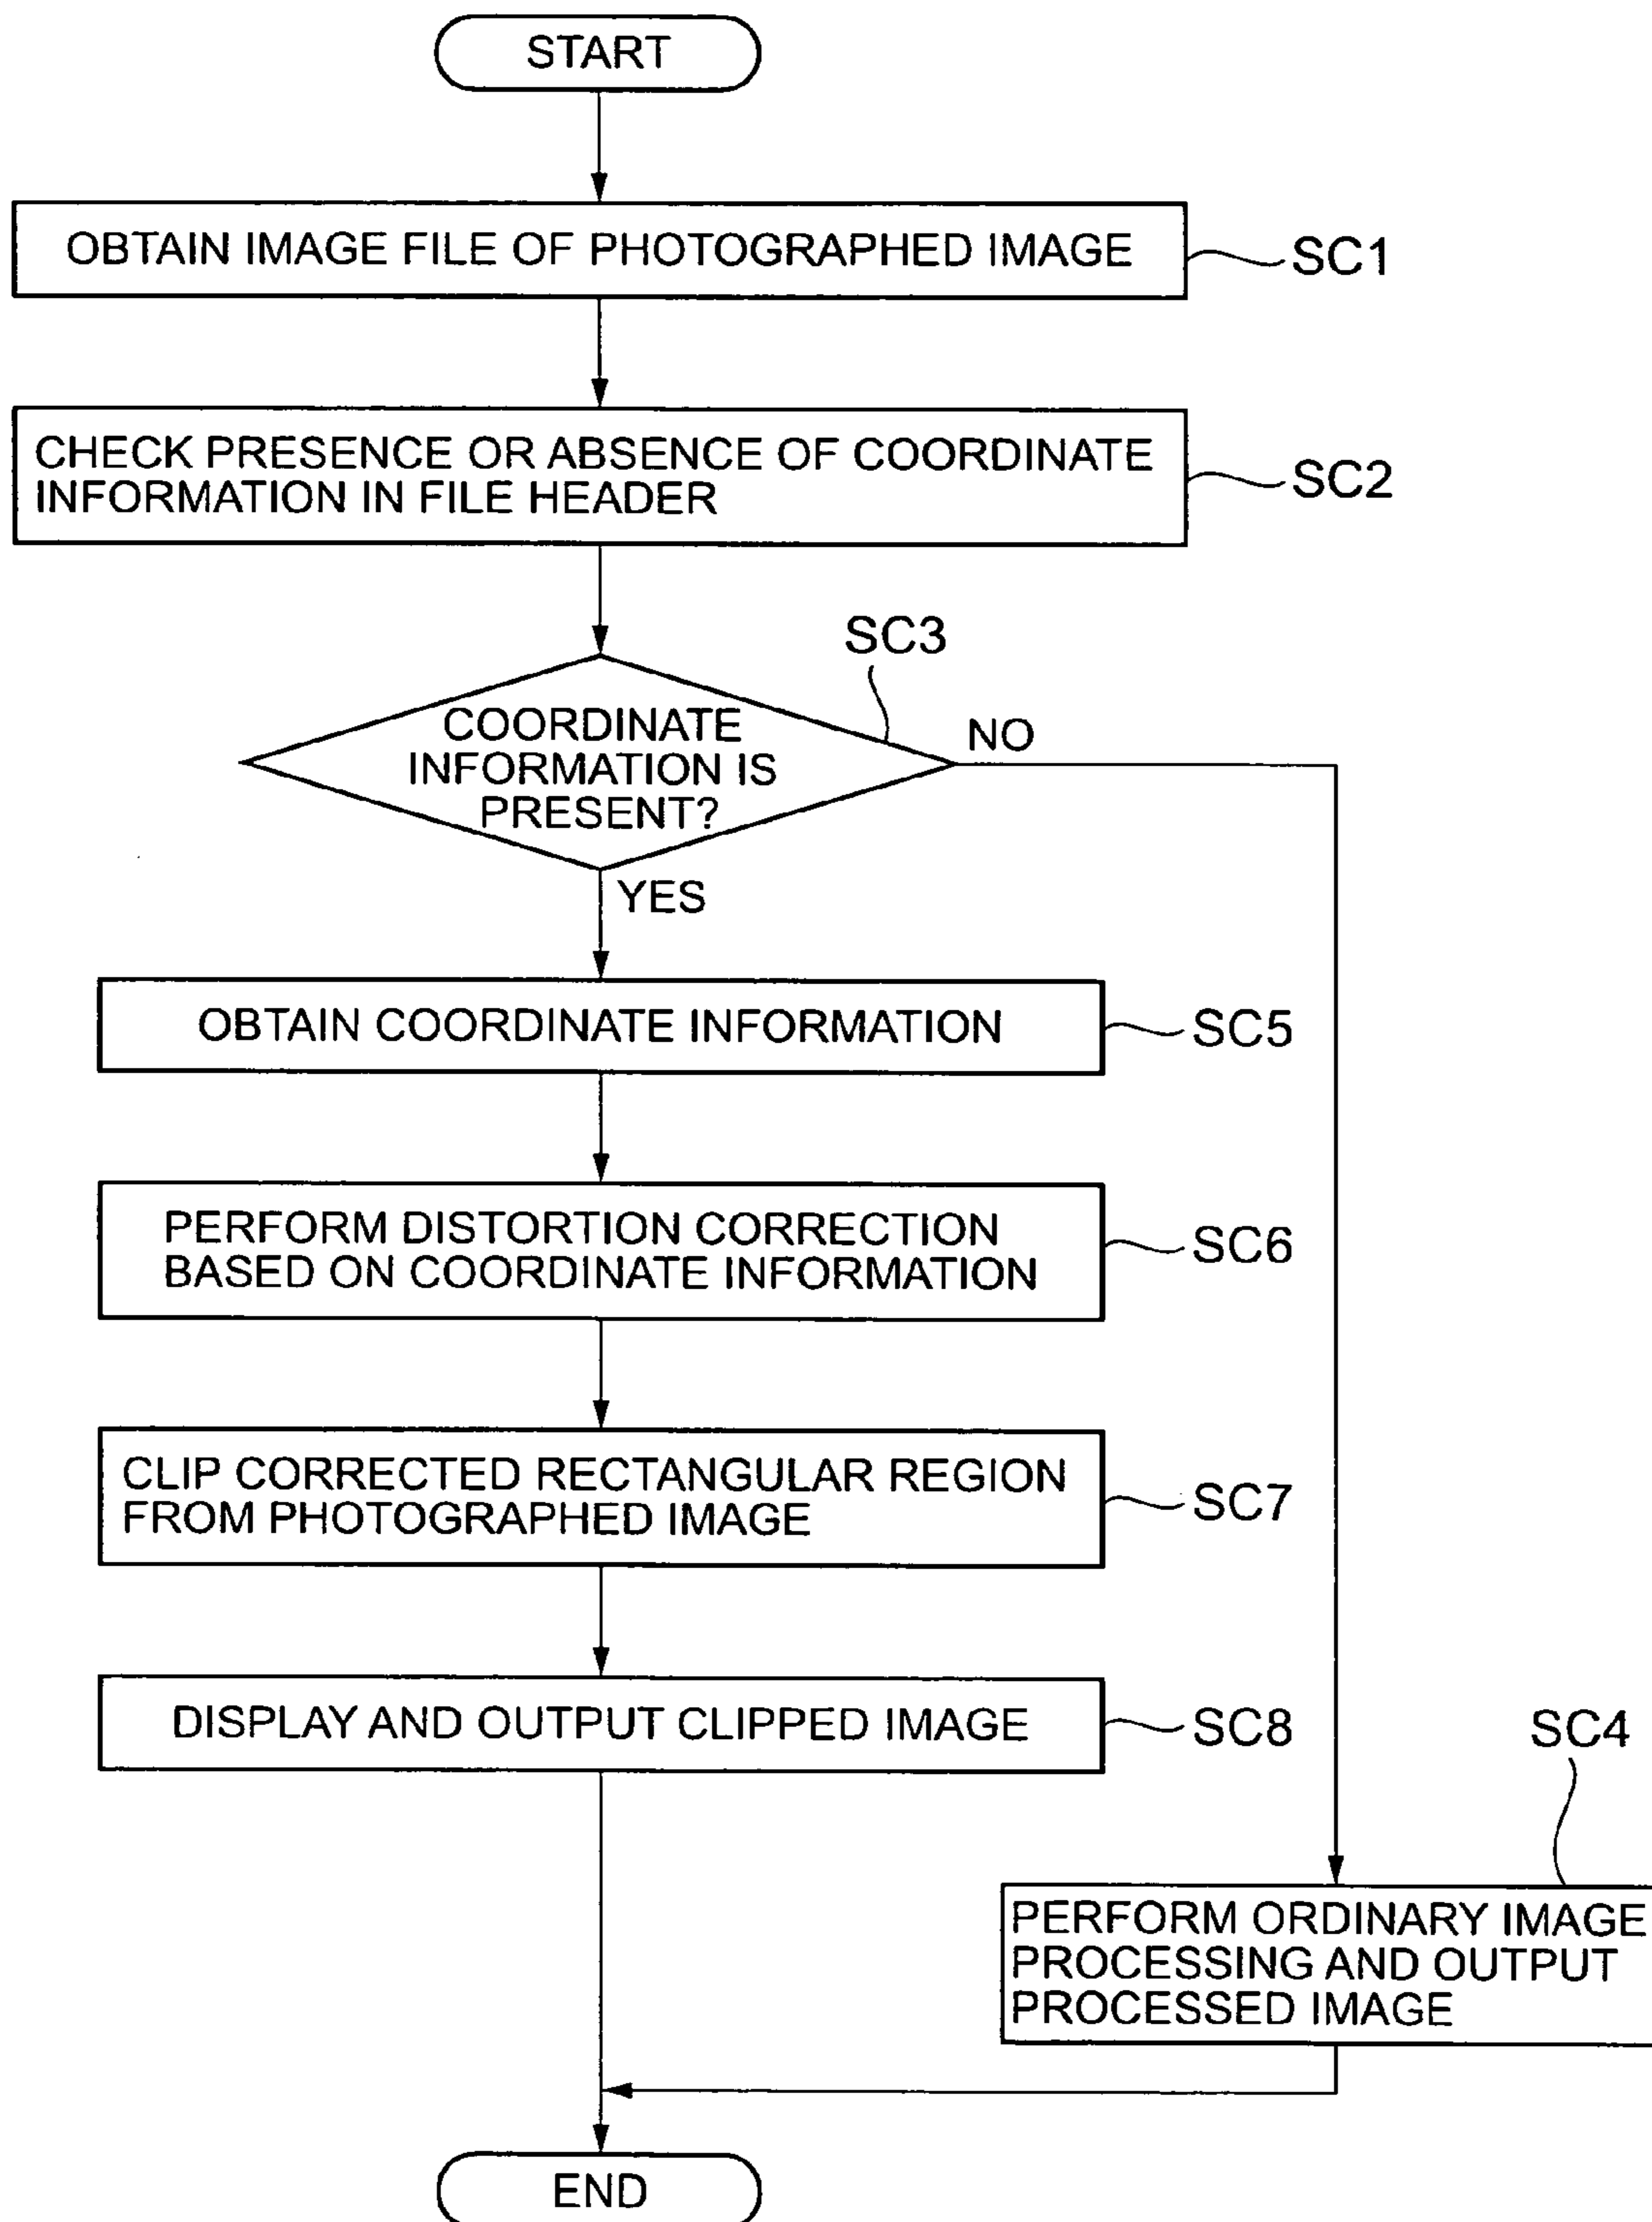 START
OBTAIN IMAGE FILE OF PHOTOGRAPHED IMAGE
SC1
CHECK PRESENCE OR ABSENCE OF COORDINATE
INFORMATION IN FILE HEADER
SC2
SC3
COORDINATE
INFORMATION IS
PRESENT?
NO
YES
OBTAIN COORDINATE INFORMATION
SC5
PERFORM DISTORTION CORRECTION
BASED ON COORDINATE INFORMATION
SC6
CLIP CORRECTED RECTANGULAR REGION
FROM PHOTOGRAPHED IMAGE
SC7
DISPLAY AND OUTPUT CLIPPED IMAGE
SC8
SC4
PERFORM ORDINARY IMAGE
PROCESSING AND OUTPUT
PROCESSED IMAGE
END